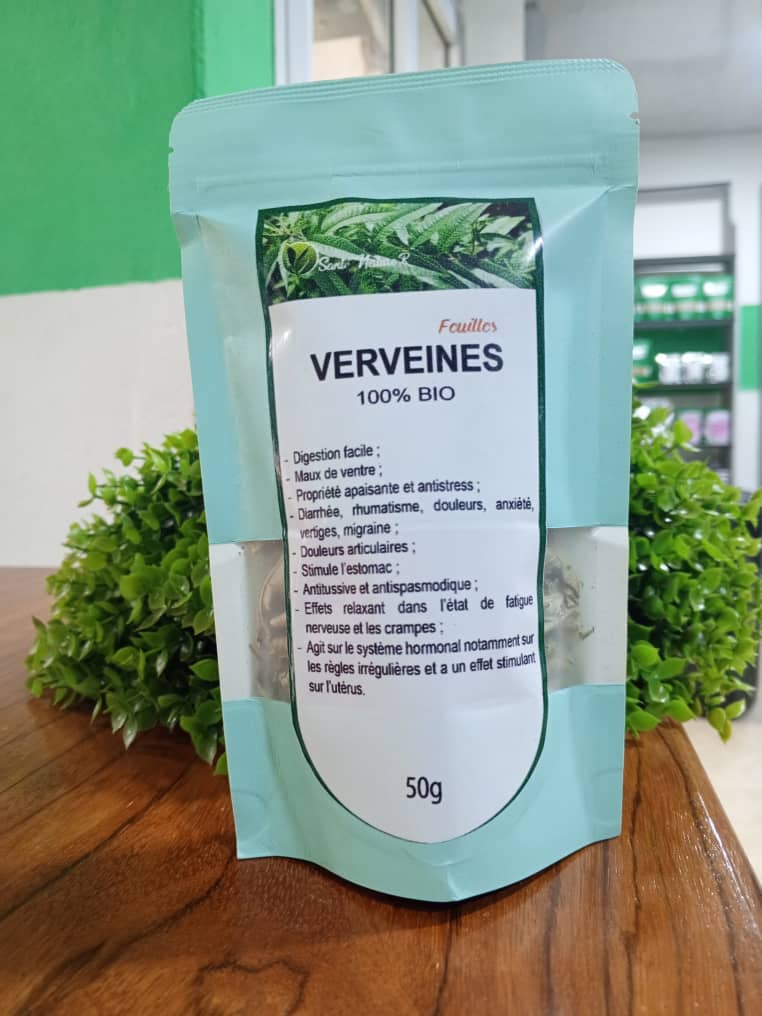 Feuilles
VERVEINES
100% BIO
- Digestion facile ;
- Maux de ventre ;
- Propriété apaisante et antistress ;
- Diarrhée, rhumatisme, douleurs, anxiété,
vertiges, migraine ;
- Douleurs articulaires ;
- Stimule l'estomac ;
- Antitussive et antispasmodique ;
- Effets relaxant dans l'état de fatigue
nerveuse et les crampes ;
- Agit sur le système hormonal notamment sur
les règles irrégulières et a un effet stimulant
sur l'utérus.
50g